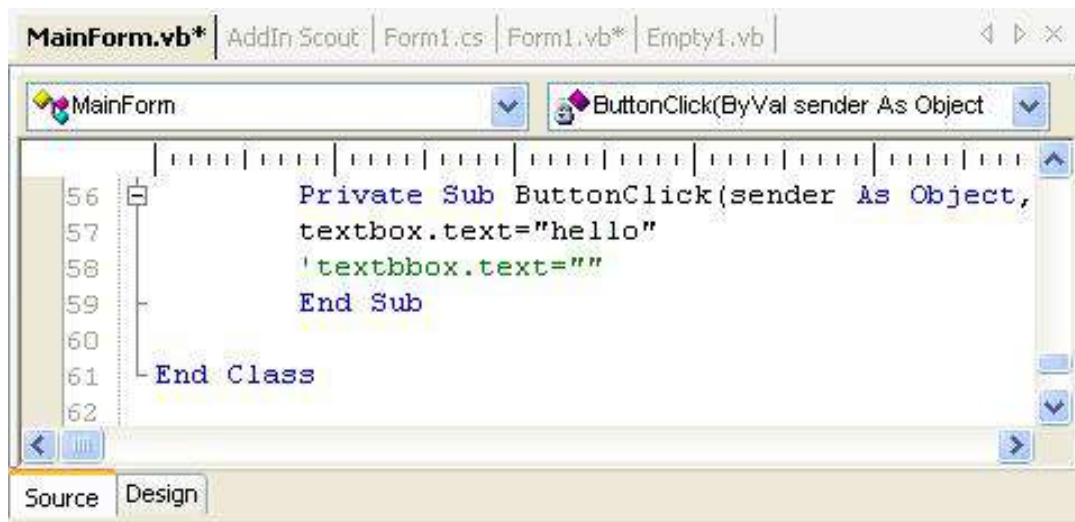 MainForm.vb* AddIn Scout Form1.cs Form1.vb* Empty1.vb
MainForm ButtonClick(ByVal sender As Object
56 Private Sub ButtonClick(sender As Object,
57 textbox.text="hello"
58 'textbbox.text=""
59 End Sub
60
61 End Class
62
Source Design